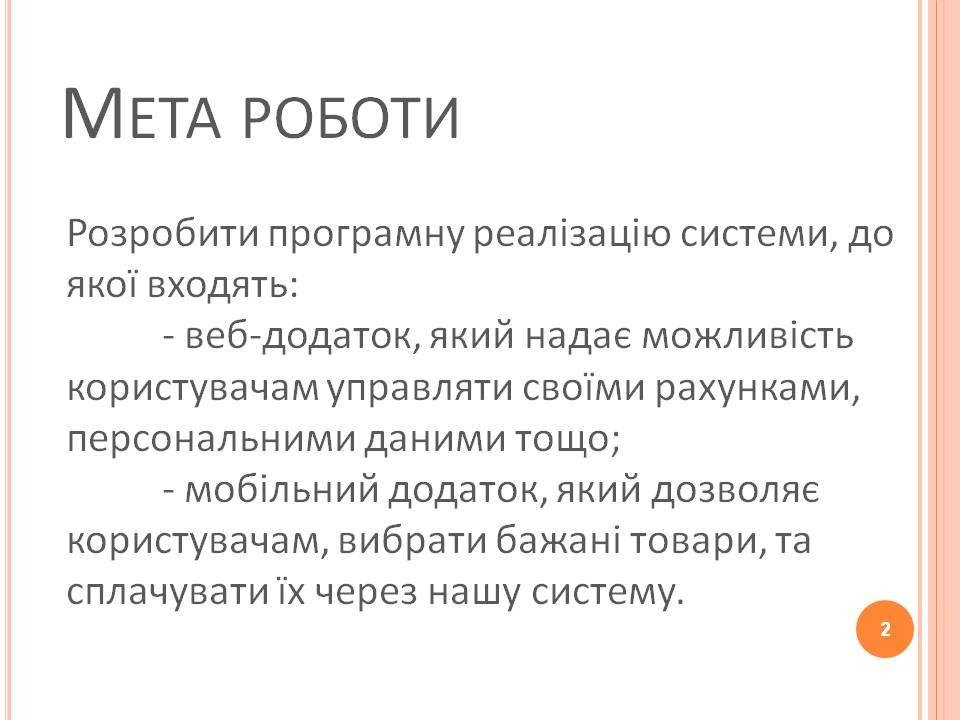 Мета роботи
Розробити програмну реалізацію системи, до
якої входять:
- веб-додаток, який надає можливість
користувачам управляти своїми рахунками,
персональними даними тощо;
- мобільний додаток, який дозволяє
користувачам, вибрати бажані товари, та
сплачувати їх через нашу систему.
2